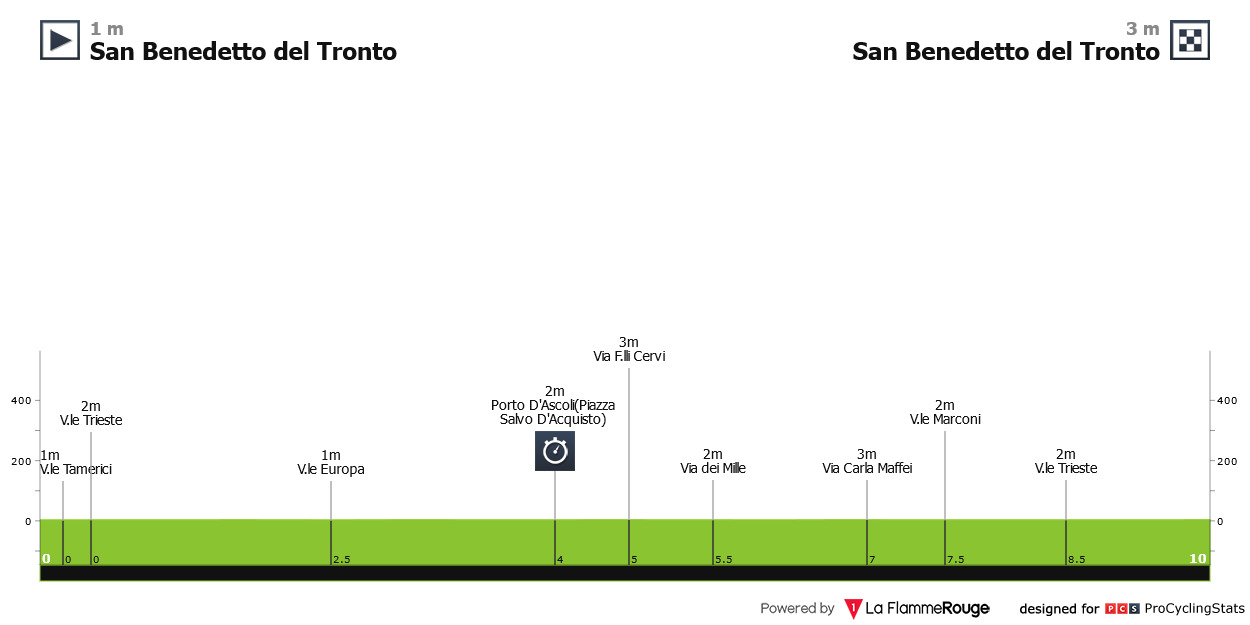 1 m
San Benedetto del Tronto
3 m
San Benedetto del Tronto
3m
Via F.lli Cervi
2m
Porto D'Ascoli(Piazza
Salvo D'Acquisto)
2m
V.le Trieste
2m
V.le Marconi
1m
V.le Tamerici
1m
V.le Europa
2m
Via dei Mille
3m
Via Carla Maffei
2m
V.le Trieste
400
200
0
400
200
0
0 0 0 2.5 4 5 5.5 7 7.5 8.5 10
Powered by 1 La FlammeRouge designed for PCS ProCyclingStats